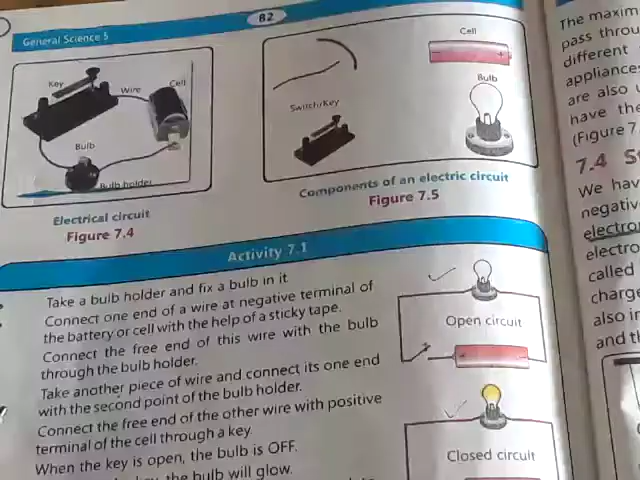 General Science 5
82
Key
Wire
Cell
Bulb
Bulb holder
Electrical circuit
Figure 7.4
Cell
Bulb
Switch/Key
Components of an electric circuit
Figure 7.5
Activity 7.1
Take a bulb holder and fix a bulb in it
Connect one end of a wire at negative terminal of
the battery or cell with the help of a sticky tape.
Connect the free end of this wire with the bulb
through the bulb holder.
Take another piece of wire and connect its one end
with the second point of the bulb holder.
Connect the free end of the other wire with positive
terminal of the cell through a key
When the key is open, the bulb is OFF.
key, the bulb will glow.
Open circuit
Closed circuit
The maxim
pass throu
different
appliance
are also
have the
(Figure 7
7.4 S
We hav
negativ
electro
electro
called
charge
also i
and t